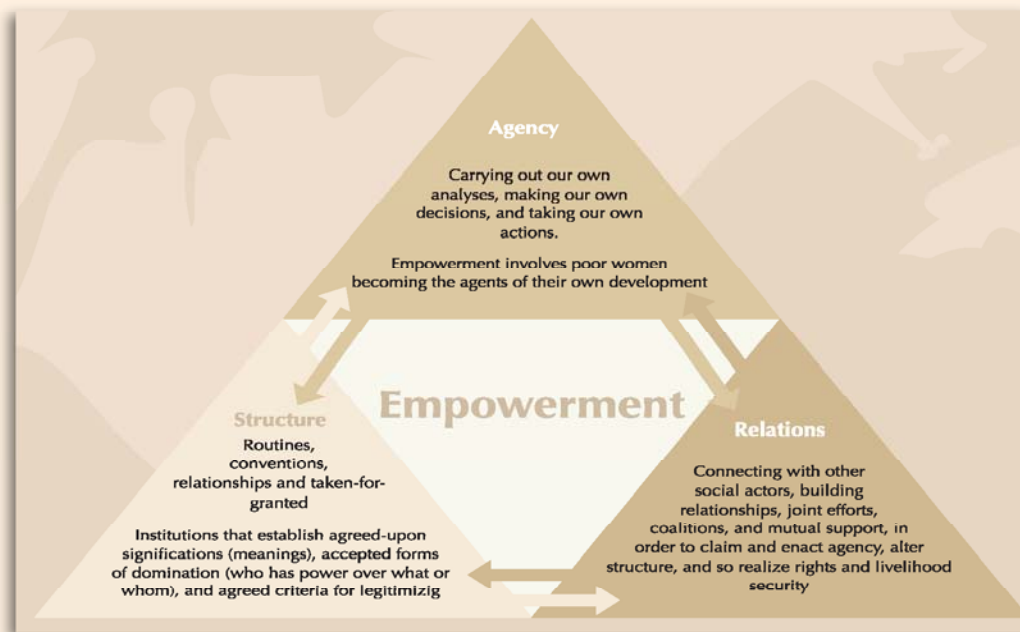 Agency
Carrying out our own
analyses, making our own
decisions, and taking our own
actions.
Empowerment involves poor women
becoming the agents of their own development
Empowerment
Structure
Routines,
conventions,
relationships and taken-for-
granted
Institutions that establish agreed-upon
significations (meanings), accepted forms
of domination (who has power over what or
whom), and agreed criteria for legitimizig
Relations
Connecting with other
social actors, building
relationships, joint efforts,
coalitions, and mutual support, in
order to claim and enact agency, alter
structure, and so realize rights and livelihood
security